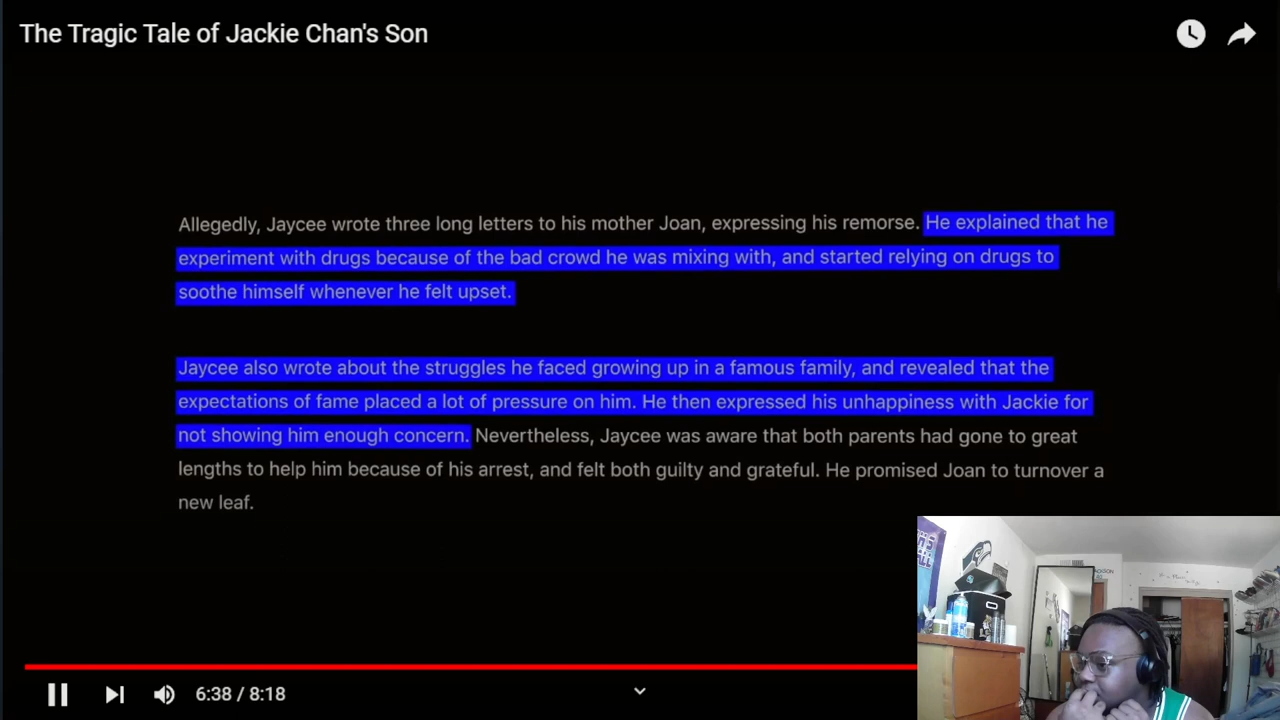 The Tragic Tale of Jackie Chan's Son
Allegedly, Jaycee wrote three long letters to his mother Joan, expressing his remorse. He explained that he
experiment with drugs because of the bad crowd he was mixing with, and started relying on drugs to
soothe himself whenever he felt upset.
Jaycee also wrote about the struggles he faced growing up in a famous family, and revealed that the
expectations of fame placed a lot of pressure on him. He then expressed his unhappiness with Jackie for
not showing him enough concern. Nevertheless, Jaycee was aware that both parents had gone to great
lengths to help him because of his arrest, and felt both guilty and grateful. He promised Joan to turnover a
new leaf.
6:38 / 8:18